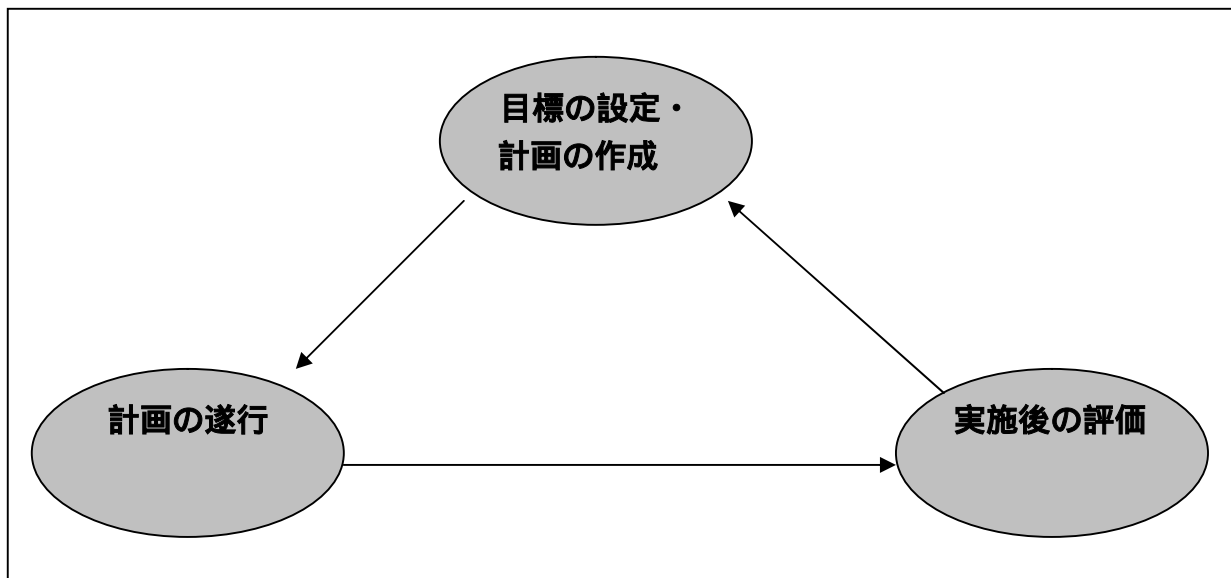 目標の設定・
計画の作成
計画の遂行
実施後の評価